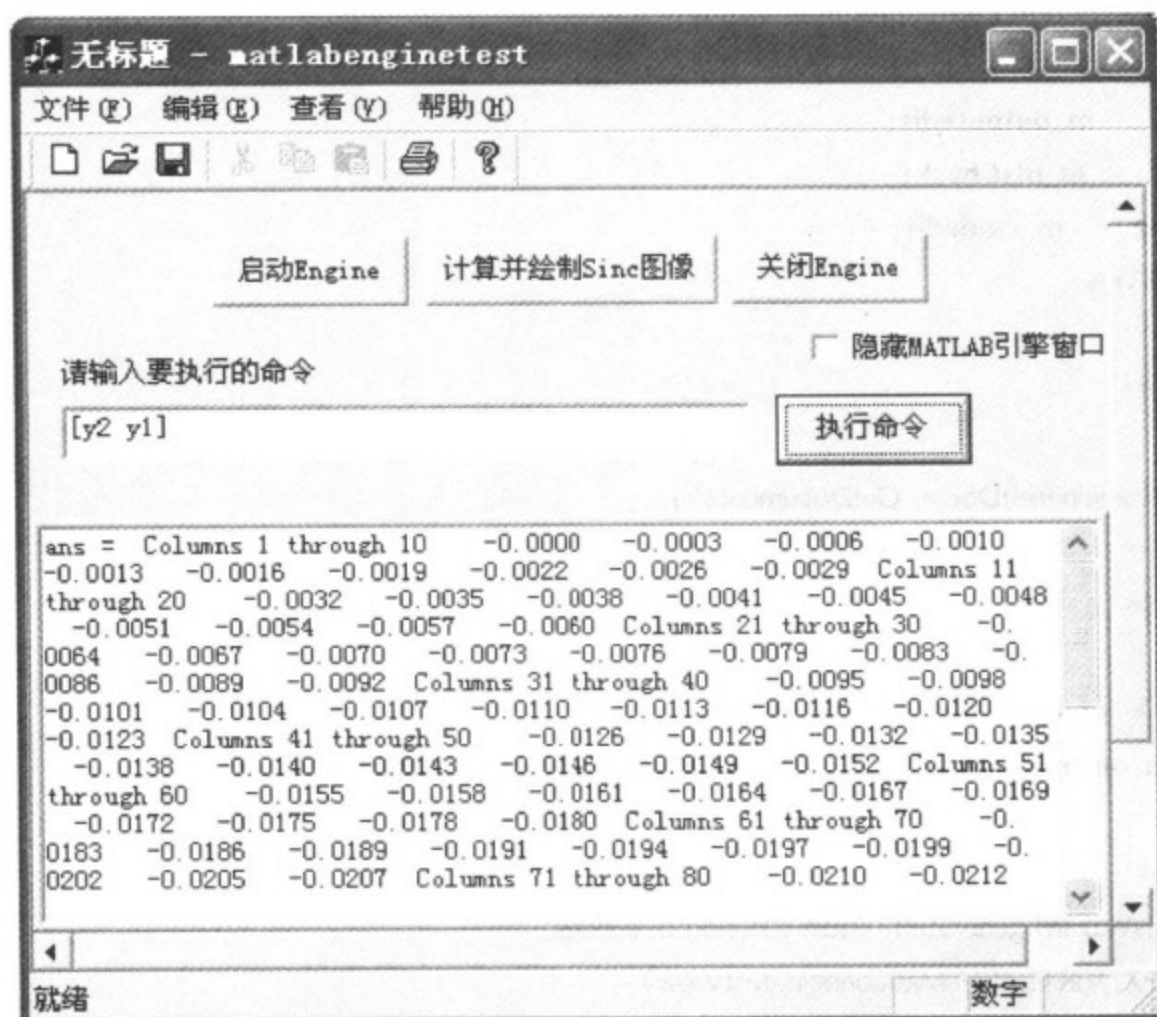 无标题 - matlabenginetest
文件(F) 编辑(E) 查看(V) 帮助(H)
启动Engine 计算并绘制Sinc图像 关闭Engine
隐藏MATLAB引擎窗口
请输入要执行的命令
[y2 y1] 执行命令
ans = Columns 1 through 10 -0.0000 -0.0003 -0.0006 -0.0010
-0.0013 -0.0016 -0.0019 -0.0022 -0.0026 -0.0029 Columns 11
through 20 -0.0032 -0.0035 -0.0038 -0.0041 -0.0045 -0.0048
-0.0051 -0.0054 -0.0057 -0.0060 Columns 21 through 30 -0.
0064 -0.0067 -0.0070 -0.0073 -0.0076 -0.0079 -0.0083 -0.
0086 -0.0089 -0.0092 Columns 31 through 40 -0.0095 -0.0098
-0.0101 -0.0104 -0.0107 -0.0110 -0.0113 -0.0116 -0.0120
-0.0123 Columns 41 through 50 -0.0126 -0.0129 -0.0132 -0.0135
-0.0138 -0.0140 -0.0143 -0.0146 -0.0149 -0.0152 Columns 51
through 60 -0.0155 -0.0158 -0.0161 -0.0164 -0.0167 -0.0169
-0.0172 -0.0175 -0.0178 -0.0180 Columns 61 through 70 -0.
0183 -0.0186 -0.0189 -0.0191 -0.0194 -0.0197 -0.0199 -0.
0202 -0.0205 -0.0207 Columns 71 through 80 -0.0210 -0.0212
就绪 数字